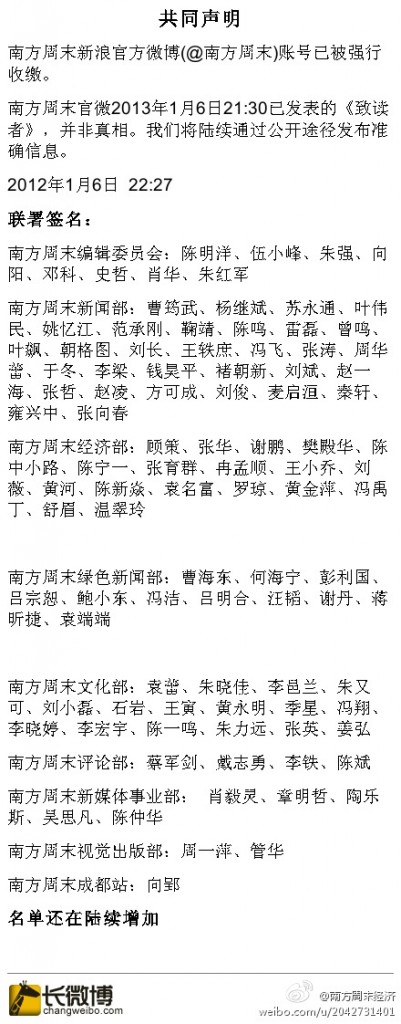 共同声明
南方周末新浪官方微博(@南方周末)账号已被强行
收缴。
南方周末官微2013年1月6日21:30已发表的《致读
者》，并非真相。我们将陆续通过公开途径发布准
确信息。
2012年1月6日 22:27
联署签名：
南方周末编辑委员会：陈明洋、伍小峰、朱强、向
阳、邓科、史哲、肖华、朱红军
南方周末新闻部：曹筠武、杨继斌、苏永通、叶伟
民、姚忆江、范承刚、鞠靖、陈鸣、雷磊、曾鸣、
叶飙、朝格图、刘长、王轶庶、冯飞、张涛、周华
蕾、于冬、李梁、钱昊平、褚朝新、刘斌、赵一
海、张哲、赵凌、方可成、刘俊、麦启洹、秦轩、
雍兴中、张向春
南方周末经济部：顾策、张华、谢鹏、樊殿华、陈
中小路、陈宁一、张育群、冉孟顺、王小乔、刘
薇、黄河、陈新焱、袁名富、罗琼、黄金萍、冯禹
丁、舒眉、温翠玲
南方周末绿色新闻部：曹海东、何海宁、彭利国、
吕宗恕、鲍小东、冯洁、吕明合、汪韬、谢丹、蒋
昕捷、袁端端
南方周末文化部：袁蕾、朱晓佳、李邑兰、朱又
可、刘小磊、石岩、王寅、黄永明、季星、冯翔、
李晓婷、李宏宇、陈一鸣、朱力远、张英、姜弘
南方周末评论部：蔡军剑、戴志勇、李铁、陈斌
南方周末新媒体事业部： 肖毅灵、章明哲、陶乐
斯、吴思凡、陈仲华
南方周末视觉出版部：周一萍、管华
南方周末成都站：向郢
名单还在陆续增加
长微博
changweibo.com
@南方周末经济
weibo.com/u/2042731401